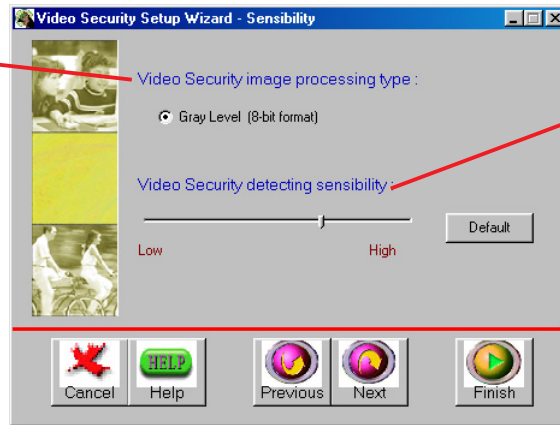 Video Security Setup Wizard - Sensibility
Video Security image processing type :
Gray Level (8-bit format)
Video Security detecting sensibility :
Default
Low High
HELP
Cancel Help Previous Next Finish